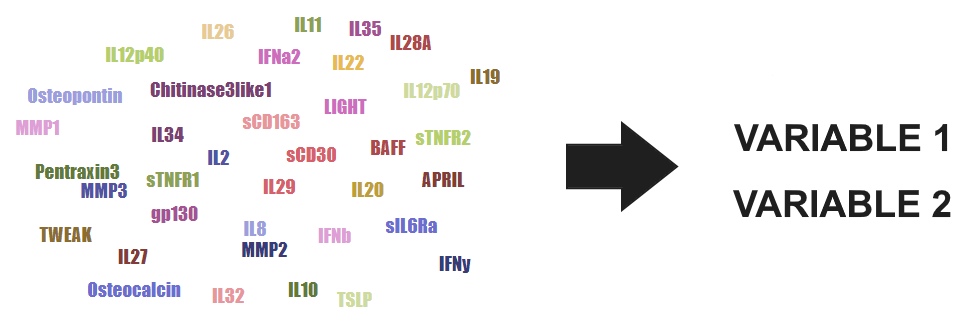 IL26
IL11
IL35
IL28A
IL12p40
IFNa2
IL22
IL19
Osteopontin
Chitinase3like1
IL12p70
LIGHT
MMP1
sCD163
IL34
sTNFR2
BAFF
IL2
sCD30
Pentraxin3
MMP3
sTNFR1
IL29
IL20
APRIL
gp130
IL8
sIL6Ra
TWEAK
IFNb
MMP2
IL27
IFNy
Osteocalcin
IL32
IL10
TSLP
VARIABLE 1
VARIABLE 2